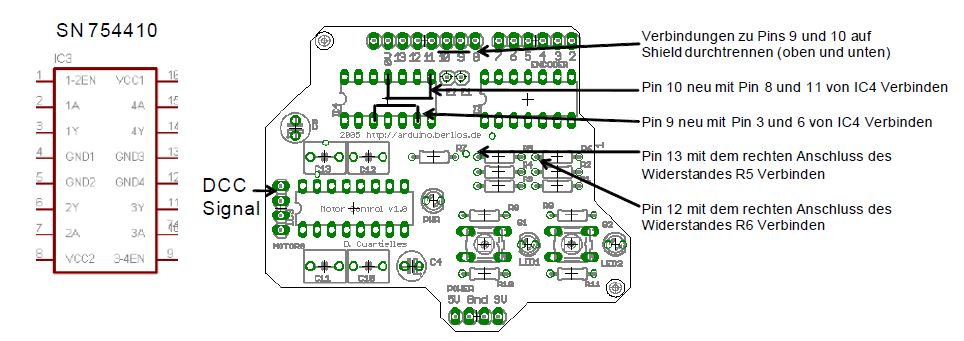 SN 754410
IC3
1 1-2EN VCC1 16
2 1A 4A 15
3 1Y 4Y 14
4 GND1 GND3 13
5 GND2 GND4 12
6 2Y 3Y 11
7 2A 3A 10
8 VCC2 3-4EN 9
DCC
Signal
13 12 11 10 9 8 7 6 5 4 3 2
ENCODER
E2 E1
IC4
2005 http://arduino.berlios.de
R7
C13 C12
Motor Control v1.0
MOTORS
PWR
D. Cuartielles
C11 C10 C4
R5 R6
R4 R2
R3 R1
R8 R9
S1 S2
LED1 LED2
R10 R11
POWER
5V Gnd 9V
Verbindungen zu Pins 9 und 10 auf
Shield durchtrennen (oben und unten)
Pin 10 neu mit Pin 8 und 11 von IC4 Verbinden
Pin 9 neu mit Pin 3 und 6 von IC4 Verbinden
Pin 13 mit dem rechten Anschluss des
Widerstandes R5 Verbinden
Pin 12 mit dem rechten Anschluss des
Widerstandes R6 Verbinden